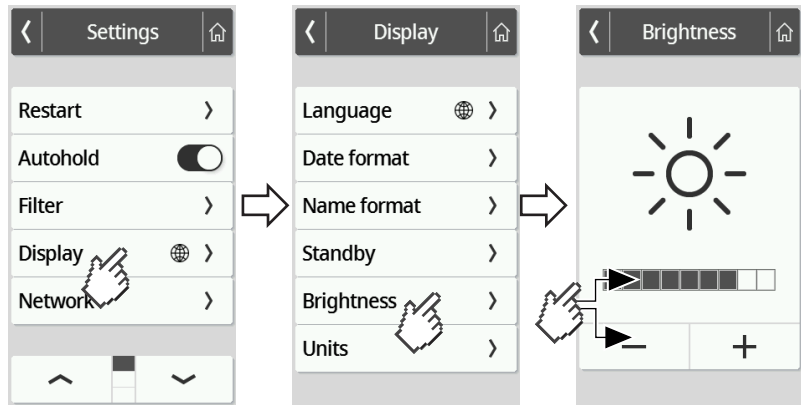 Settings
Restart
Autohold
Filter
Display
Network
Display
Language
Date format
Name format
Standby
Brightness
Units
Brightness